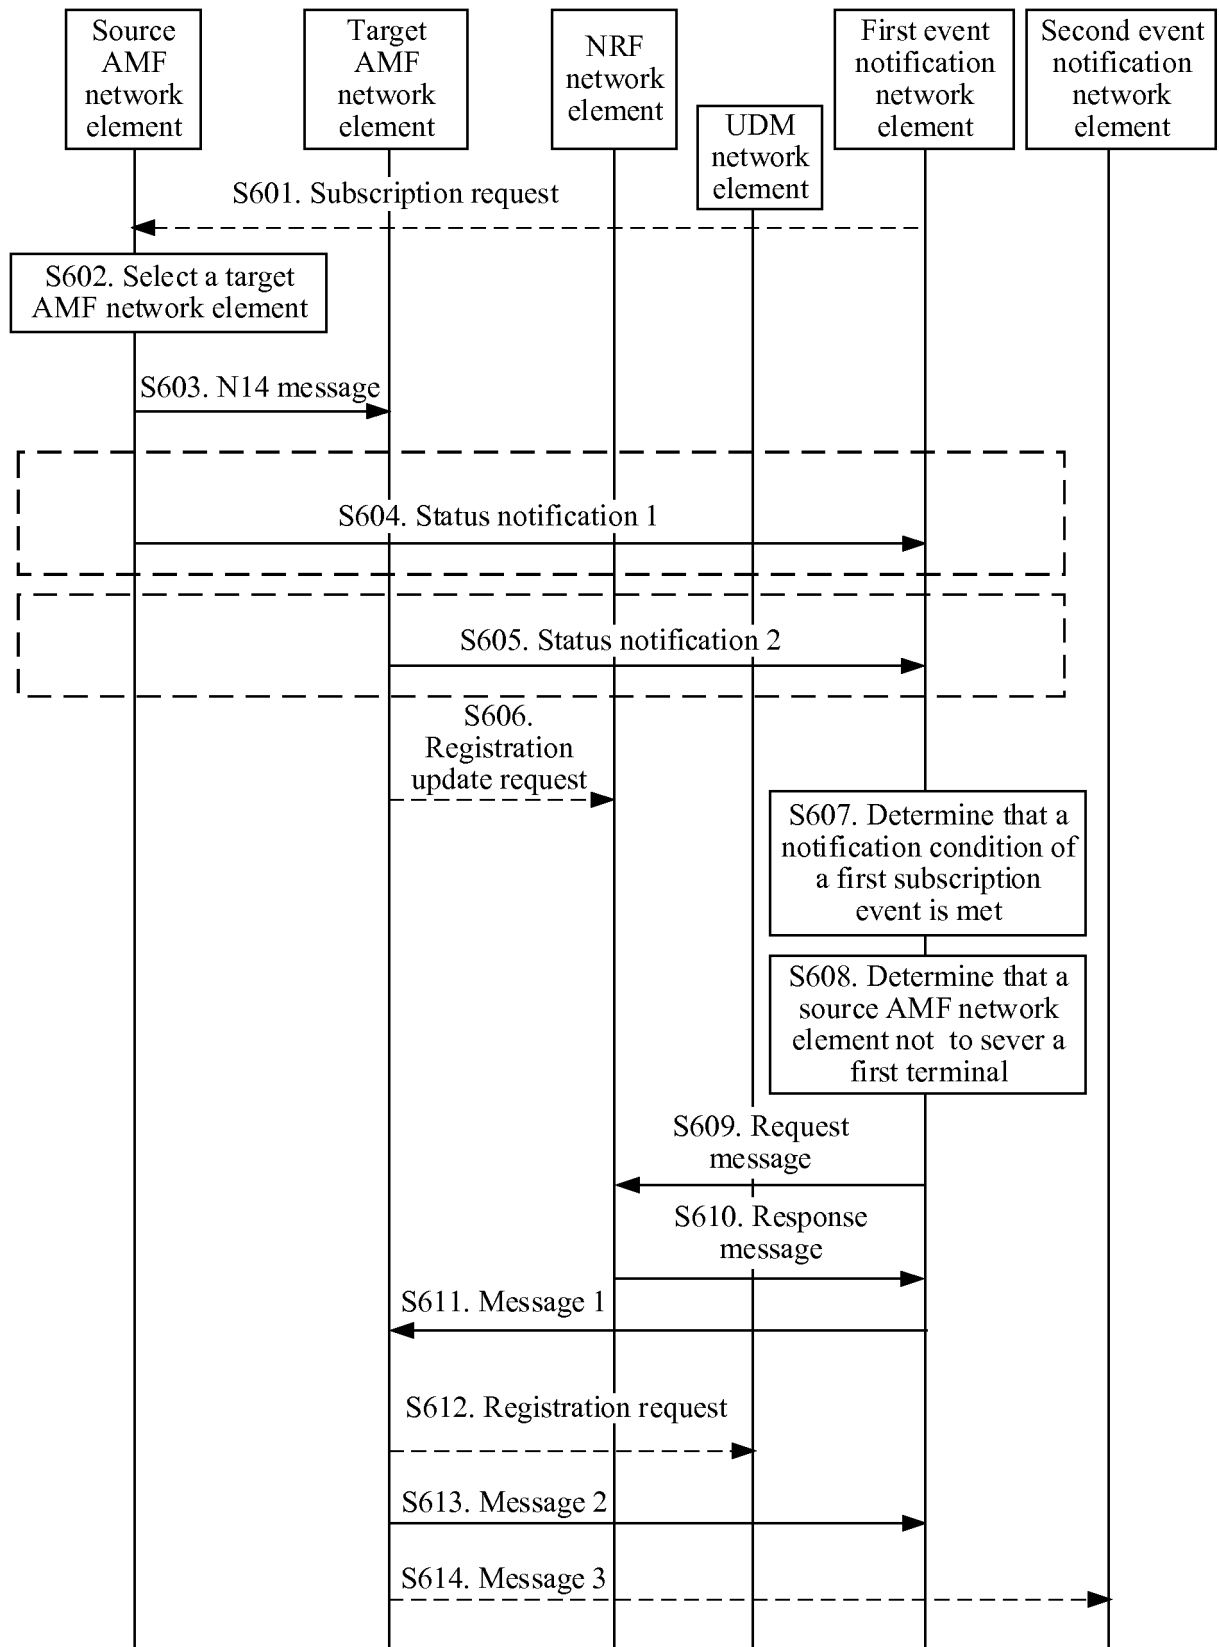 Source
AMF
network
element
Target
AMF
network
element
NRF
network
element
UDM
network
element
First event
notification
network
element
Second event
notification
network
element
S601. Subscription request
S602. Select a target
AMF network element
S603. N14 message
S604. Status notification 1
S605. Status notification 2
S606.
Registration
update request
S607. Determine that a
notification condition of
a first subscription
event is met
S608. Determine that a
source AMF network
element not to sever a
first terminal
S609. Request
message
S610. Response
message
S611. Message 1
S612. Registration request
S613. Message 2
S614. Message 3